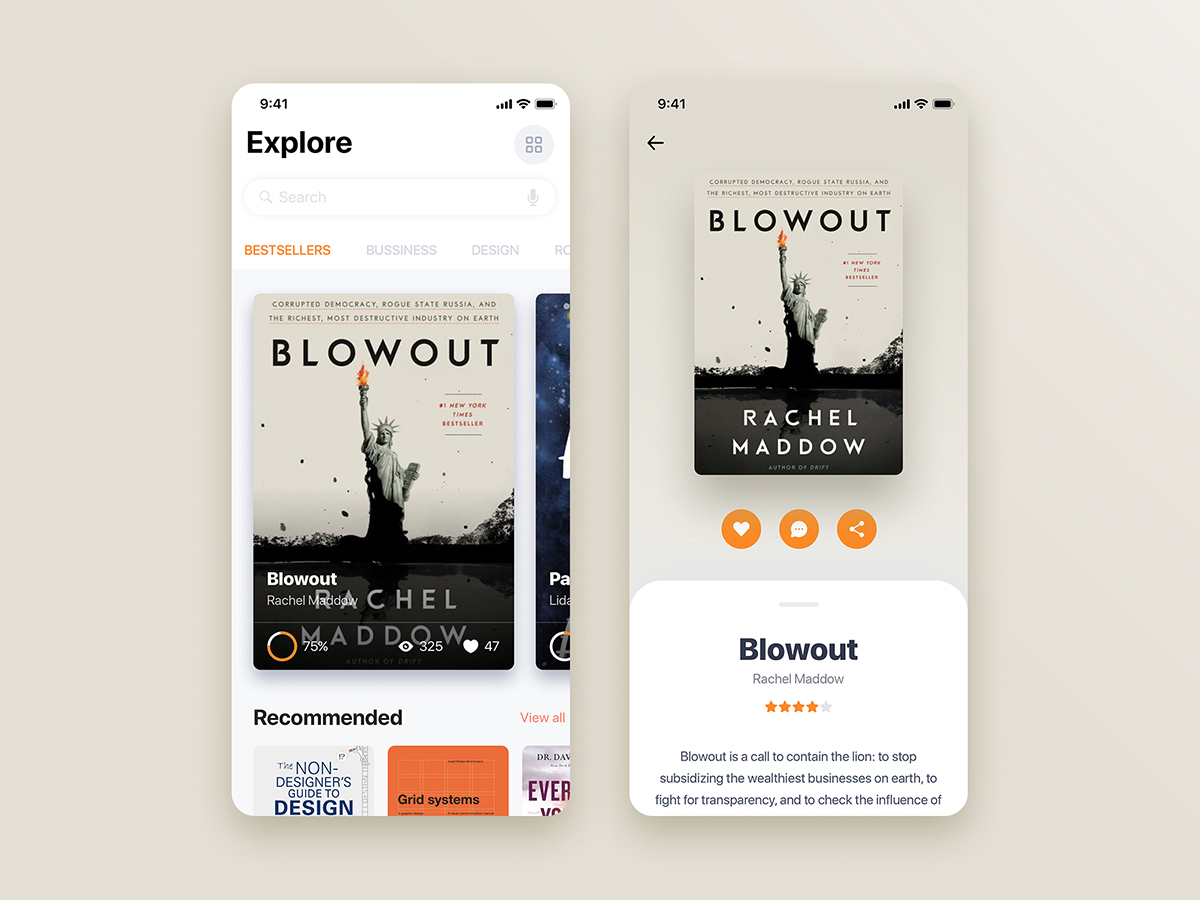 9:41
Explore
Search
BESTSELLERS BUSSINESS DESIGN RO
CORRUPTED DEMOCRACY, ROGUE STATE RUSSIA, AND
THE RICHEST, MOST DESTRUCTIVE INDUSTRY ON EARTH
BLOWOUT
#1 NEW YORK
TIMES
BESTSELLER
Blowout
Rachel Maddow
RACHEL
MADDOW
75% 325 47
AUTHOR OF DRIFT
Pa
Lida
Recommended View all
!?
The NON-
DESIGNER'S
GUIDE TO
DESIGN
Grid systems
DR. DAV
EVER
YO
9:41
CORRUPTED DEMOCRACY, ROGUE STATE RUSSIA, AND
THE RICHEST, MOST DESTRUCTIVE INDUSTRY ON EARTH
BLOWOUT
#1 NEW YORK
TIMES
BESTSELLER
RACHEL
MADDOW
AUTHOR OF DRIFT
Blowout
Rachel Maddow
Blowout is a call to contain the lion: to stop
subsidizing the wealthiest businesses on earth, to
fight for transparency, and to check the influence of